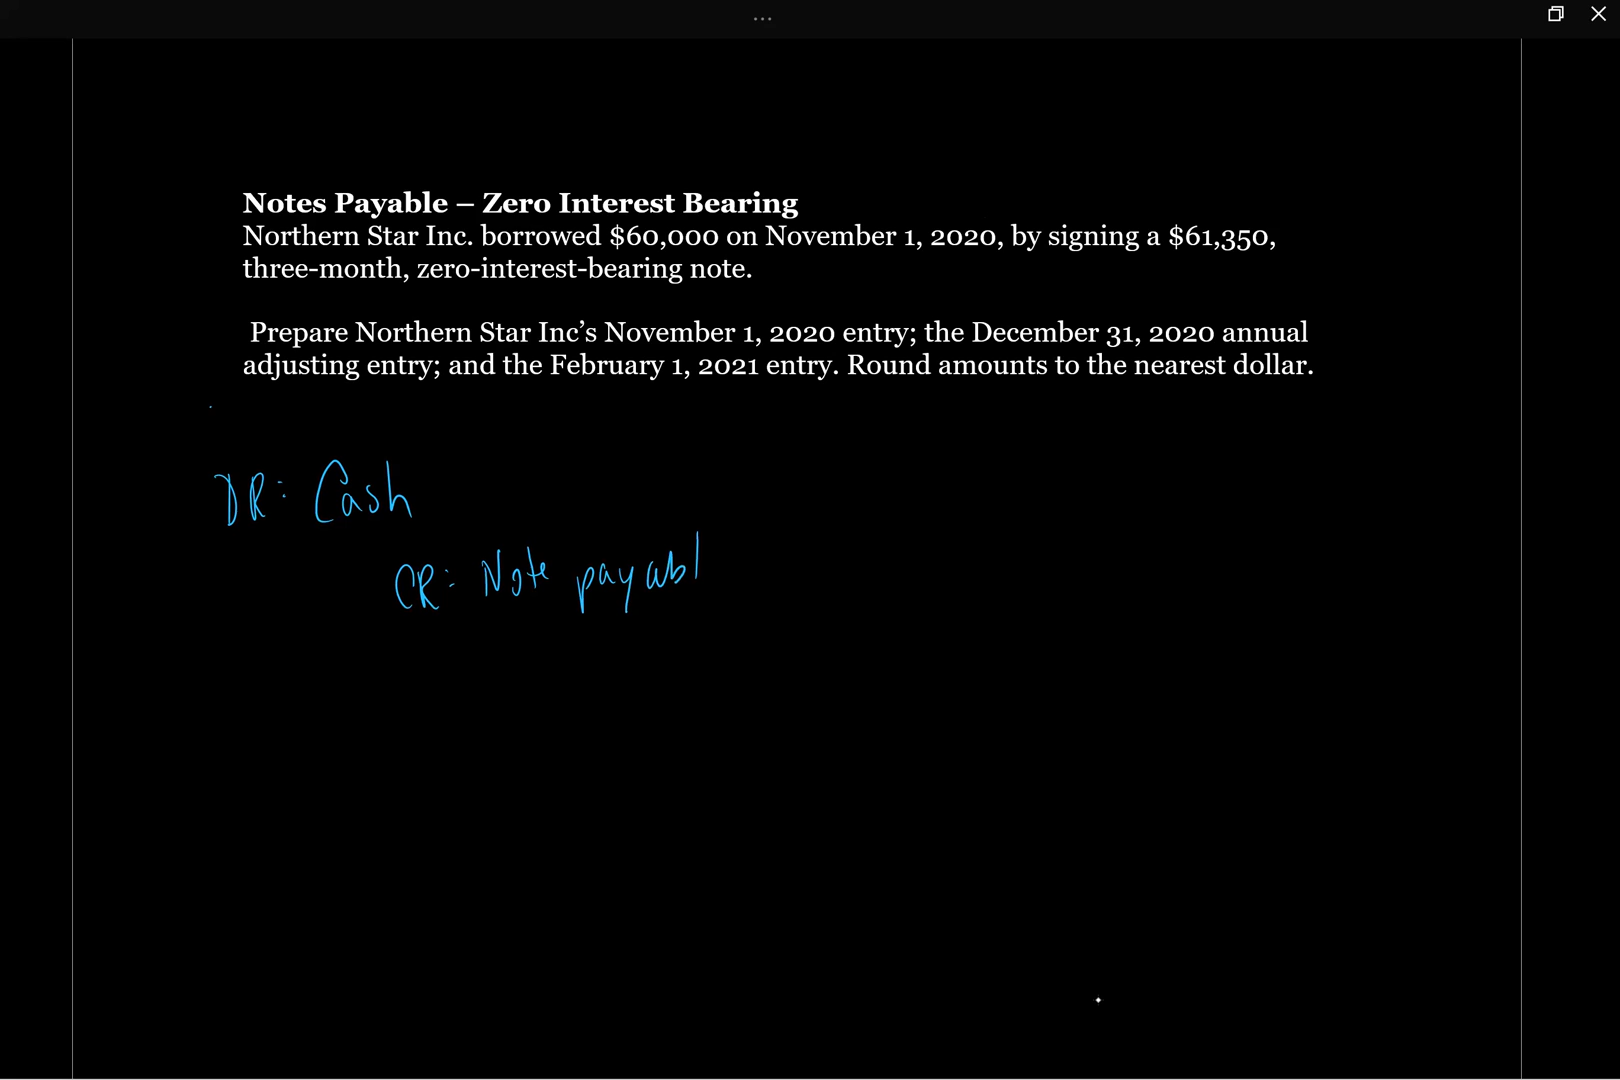 Notes Payable – Zero Interest Bearing
Northern Star Inc. borrowed $60,000 on November 1, 2020, by signing a $61,350,
three-month, zero-interest-bearing note.
Prepare Northern Star Inc’s November 1, 2020 entry; the December 31, 2020 annual
adjusting entry; and the February 1, 2021 entry. Round amounts to the nearest dollar.
DR: Cash
CR: Note payabl